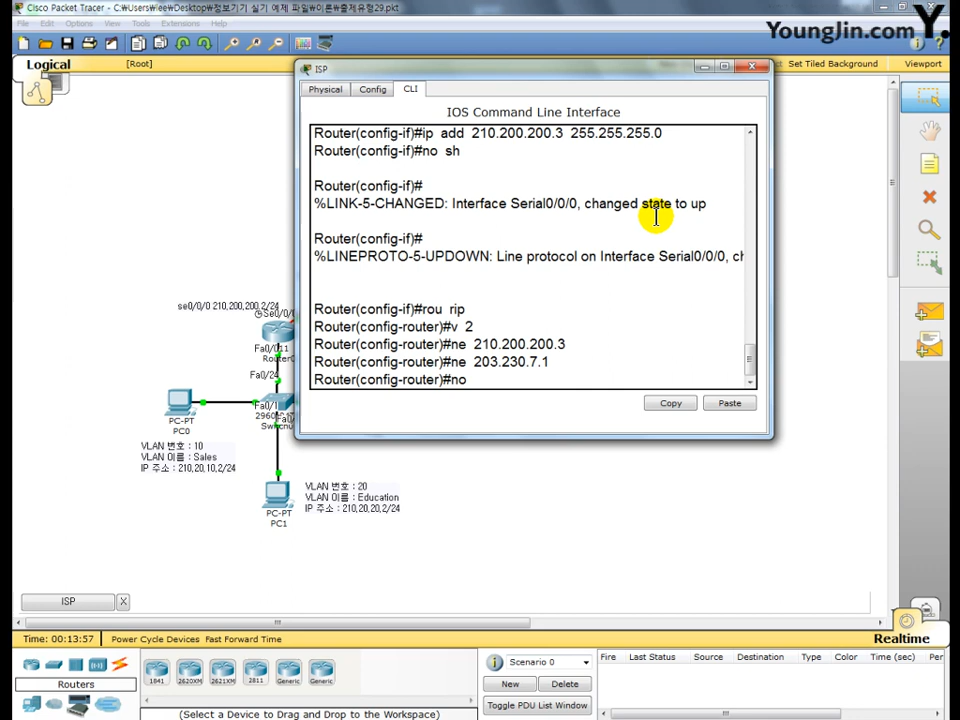 Cisco Packet Tracer - C:\Users\lee\Desktop\정보기기 실기 예제 파일\이론\출제유형29.pkt
File Edit Options View Tools Extensions Help
YoungJin.com Y.
Logical
[Root]
Set Tiled Background
Viewport
ISP
Physical
Config
CLI
IOS Command Line Interface
Router(config-if)#ip add 210.200.200.3 255.255.255.0
Router(config-if)#no sh
Router(config-if)#
%LINK-5-CHANGED: Interface Serial0/0/0, changed state to up
Router(config-if)#
%LINEPROTO-5-UPDOWN: Line protocol on Interface Serial0/0/0, ch
Router(config-if)#rou rip
Router(config-router)#v 2
Router(config-router)#ne 210.200.200.3
Router(config-router)#ne 203.230.7.1
Router(config-router)#no
Copy
Paste
se0/0/0 210,200,200,2/24
Se0/0/0
Fa0/0
1811
Fa0/24
Fa0/1
2960
PC-PT
PC0
VLAN 번호 : 10
VLAN 이름 : Sales
IP 주소 : 210,20,10,2/24
PC-PT
PC1
VLAN 번호 : 20
VLAN 이름 : Education
IP 주소 : 210,20,20,2/24
ISP
X
Time: 00:13:57
Power Cycle Devices Fast Forward Time
Realtime
Routers
1841
2620XM
2621XM
2811
Generic
Generic
(Select a Device to Drag and Drop to the Workspace)
Scenario 0
New
Delete
Toggle PDU List Window
Fire Last Status Source Destination Type Color Time (sec) Per